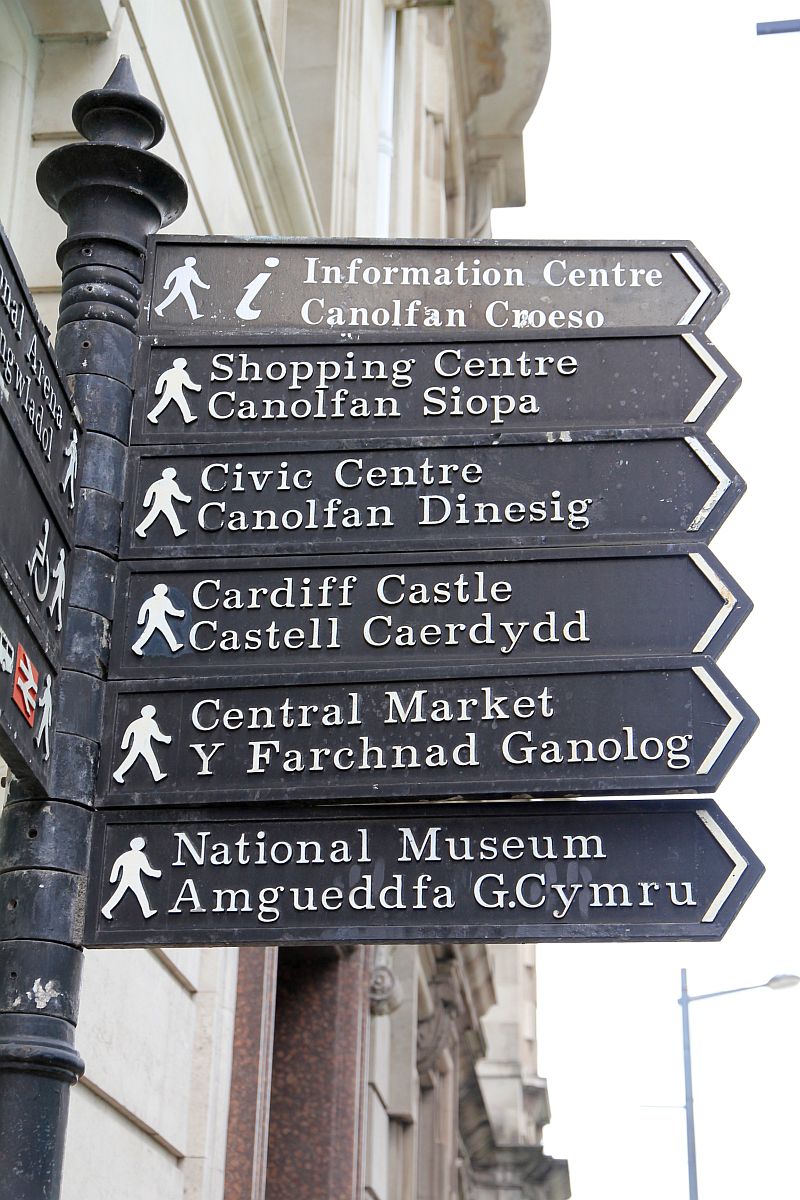 Information Centre
Canolfan Croeso
Shopping Centre
Canolfan Siopa
Civic Centre
Canolfan Dinesig
Cardiff Castle
Castell Caerdydd
Central Market
Y Farchnad Ganolog
National Museum
Amgueddfa G.Cymru
Arena